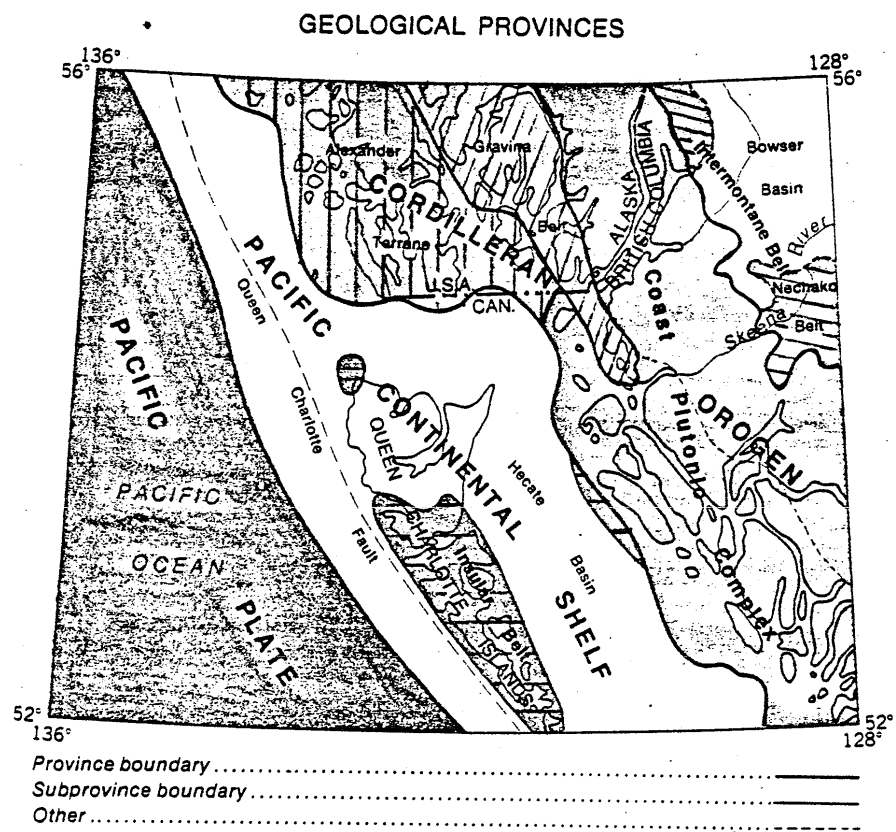 GEOLOGICAL PROVINCES
136°
56°
128°
56°
Alexander
Terrane
Gravina
Belt
CORDILLERAN
OROGEN
ALASKA
BRITISH COLUMBIA
Intermontane Belt
Bowser
Basin
River
Skeena
Nechako
Belt
Coast
Plutonic
Complex
U.S.A.
CAN.
PACIFIC
CONTINENTAL
SHELF
Queen
Charlotte
Fault
PACIFIC
PLATE
PACIFIC
OCEAN
QUEEN
CHARLOTTE
ISLANDS
Insular
Belt
Hecate
Basin
52°
136°
52°
128°
Province boundary
Subprovince boundary
Other